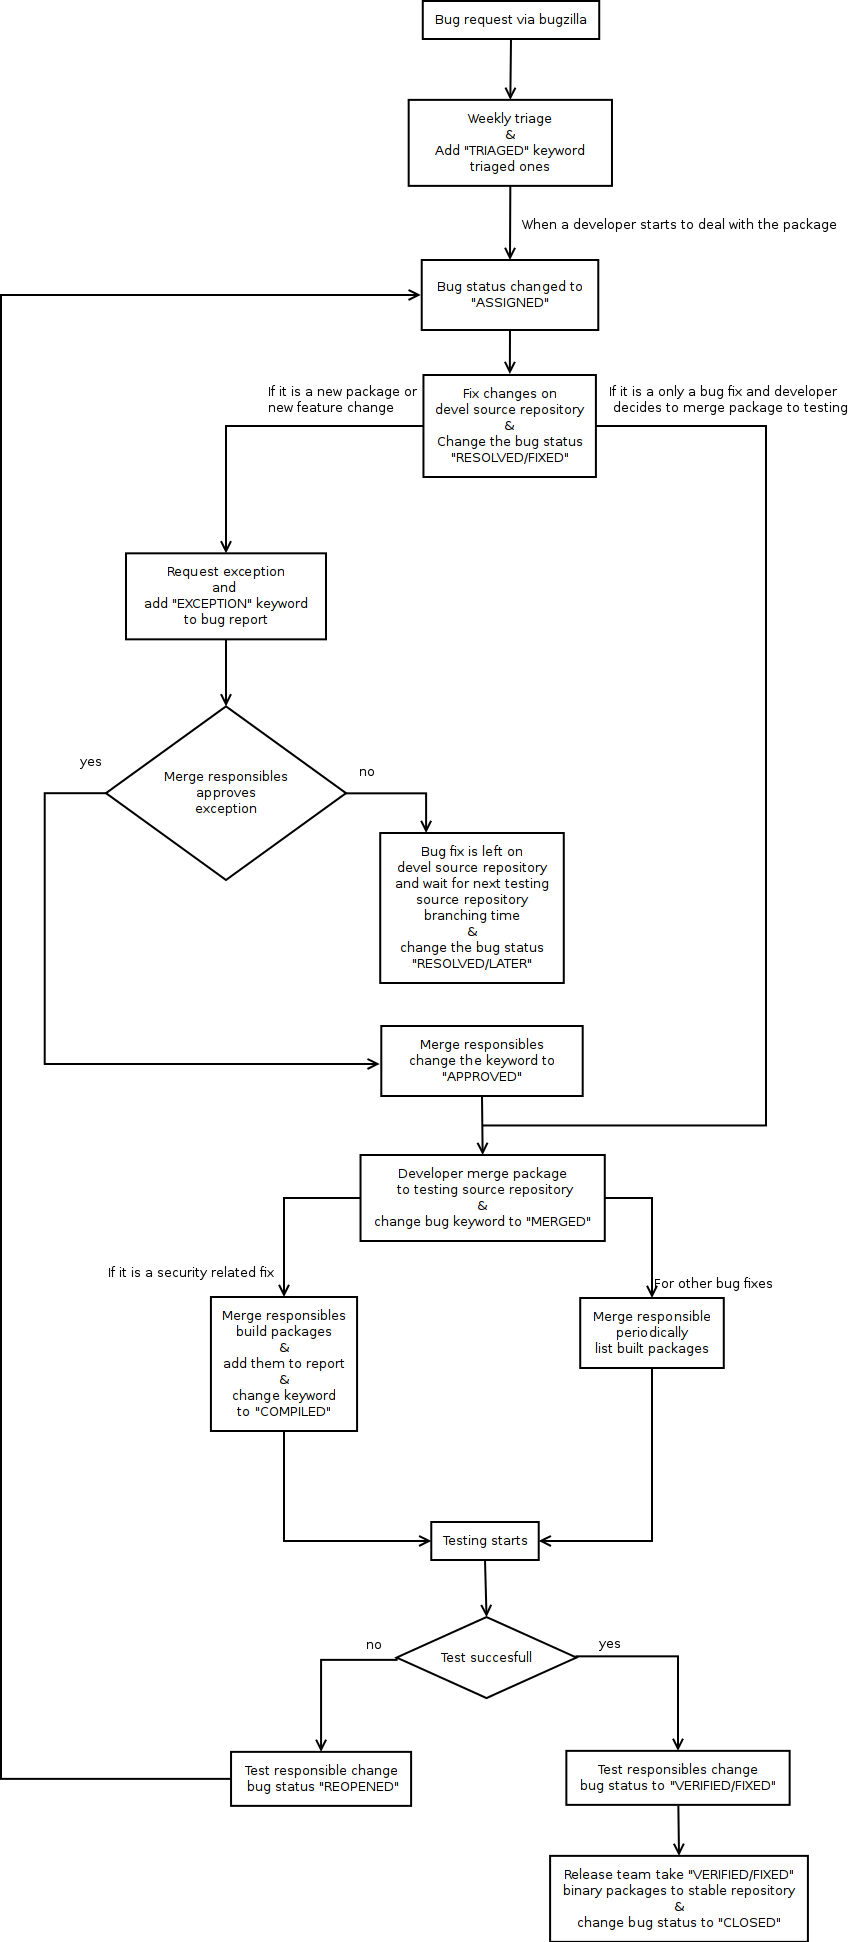 Bug request via bugzilla
Weekly triage
&
Add "TRIAGED" keyword
triaged ones
When a developer starts to deal with the package
Bug status changed to
"ASSIGNED"
If it is a new package or
new feature change
Fix changes on
devel source repository
&
Change the bug status
"RESOLVED/FIXED"
If it is a only a bug fix and developer
decides to merge package to testing
Request exception
and
add "EXCEPTION" keyword
to bug report
yes
Merge responsibles
approves
exception
no
Bug fix is left on
devel source repository
and wait for next testing
source repository
branching time
&
change the bug status
"RESOLVED/LATER"
Merge responsibles
change the keyword to
"APPROVED"
Developer merge package
to testing source repository
&
change bug keyword to "MERGED"
If it is a security related fix
For other bug fixes
Merge responsibles
build packages
&
add them to report
&
change keyword
to "COMPILED"
Merge responsible
periodically
list built packages
Testing starts
no
Test succesfull
yes
Test responsible change
bug status "REOPENED"
Test responsibles change
bug status to "VERIFIED/FIXED"
Release team take "VERIFIED/FIXED"
binary packages to stable repository
&
change bug status to "CLOSED"